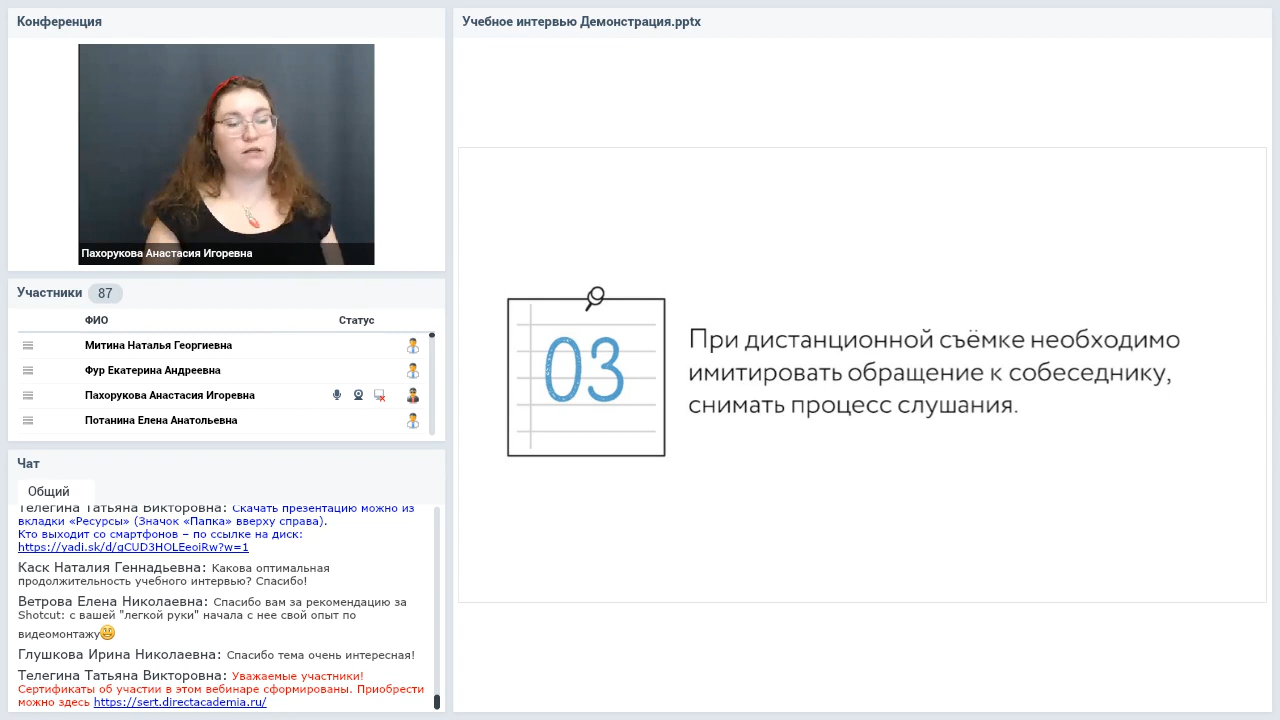 Конференция
Пахорукова Анастасия Игоревна
Участники 87
ФИО Статус
Митина Наталья Георгиевна
Фур Екатерина Андреевна
Пахорукова Анастасия Игоревна
Потанина Елена Анатольевна
Чат
Общий
Телегина Татьяна Викторовна: Скачать презентацию можно из
вкладки «Ресурсы» (Значок «Папка» вверху справа).
Кто выходит со смартфонов – по ссылке на диск:
https://yadi.sk/d/gCUD3HOLEeoiRw?w=1
Каск Наталия Геннадьевна: Какова оптимальная
продолжительность учебного интервью? Спасибо!
Ветрова Елена Николаевна: Спасибо вам за рекомендацию за
Shotcut: с вашей "легкой руки" начала с нее свой опыт по
видеомонтажу
Глушкова Ирина Николаевна: Спасибо тема очень интересная!
Телегина Татьяна Викторовна: Уважаемые участники!
Сертификаты об участии в этом вебинаре сформированы. Приобрести
можно здесь https://sert.directacademia.ru/
Учебное интервью Демонстрация.pptx
03
При дистанционной съёмке необходимо
имитировать обращение к собеседнику,
снимать процесс слушания.